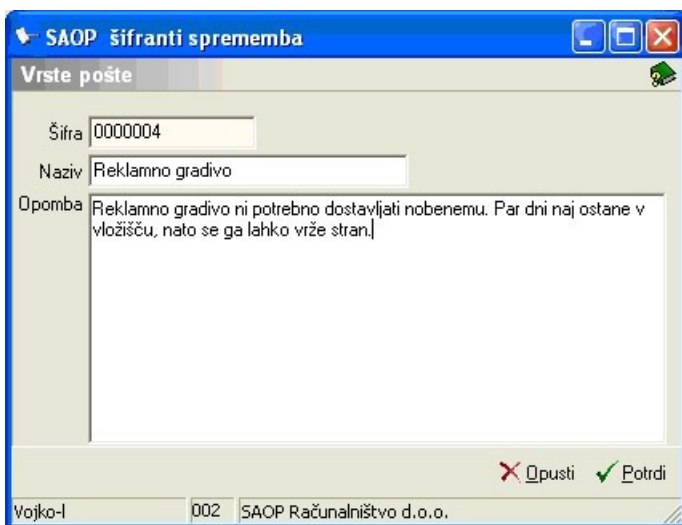 SAOP šifranti sprememba
Vrste pošte
Šifra 0000004
Naziv Reklamno gradivo
Opomba Reklamno gradivo ni potrebno dostavljati nobenemu. Par dni naj ostane v
vložišču, nato se ga lahko vrže stran.
Opusti Potrdi
Vojko-l 002 SAOP Računalništvo d.o.o.